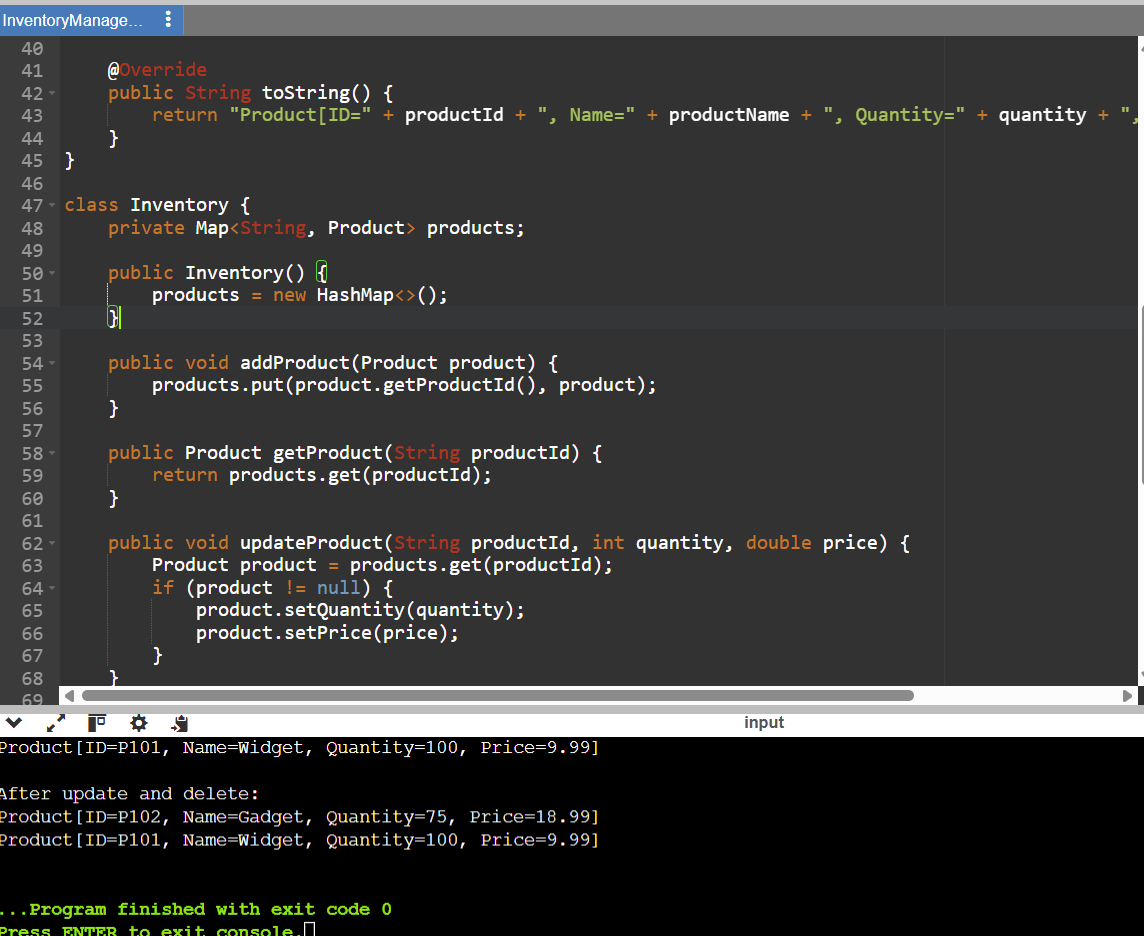 InventoryManage...
40
41     @Override
42     public String toString() {
43         return "Product[ID=" + productId + ", Name=" + productName + ", Quantity=" + quantity + ",
44     }
45 }
46
47 class Inventory {
48     private Map<String, Product> products;
49
50     public Inventory() {
51         products = new HashMap<>();
52     }
53
54     public void addProduct(Product product) {
55         products.put(product.getProductId(), product);
56     }
57
58     public Product getProduct(String productId) {
59         return products.get(productId);
60     }
61
62     public void updateProduct(String productId, int quantity, double price) {
63         Product product = products.get(productId);
64         if (product != null) {
65             product.setQuantity(quantity);
66             product.setPrice(price);
67         }
68     }
69
input
Product[ID=P101, Name=Widget, Quantity=100, Price=9.99]
After update and delete:
Product[ID=P102, Name=Gadget, Quantity=75, Price=18.99]
Product[ID=P101, Name=Widget, Quantity=100, Price=9.99]
...Program finished with exit code 0
Press ENTER to exit console.